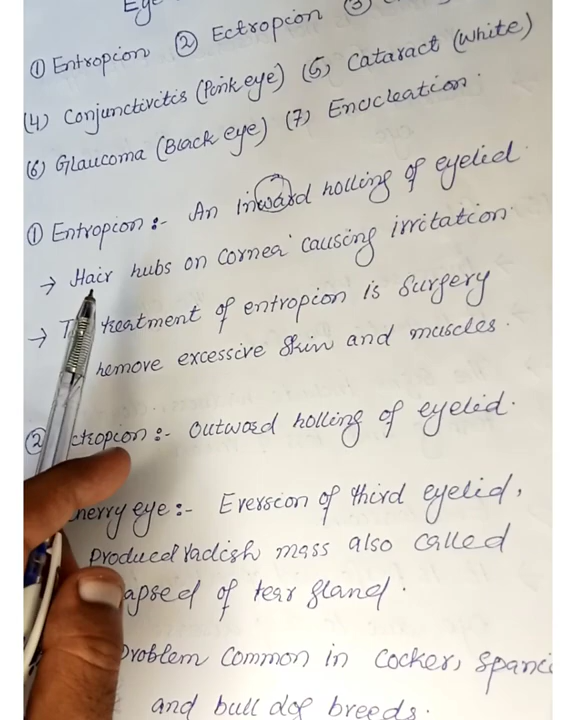 Eye
① Entropion ② Ectropion ③
(4) Conjunctivitis (Pink eye) (5) Cataract (white)
(6) Glaucoma (Black eye) (7) Enucleation.
① Entropion :- An inward rolling of eyelid
→ Hair rubs on cornea causing irritation
→ treatment of entropion is surgery
remove excessive skin and muscles.
② ctropion :- Outward rolling of eyelid.
herry eye :- Eversion of third eyelid,
Produced radish mass also called
apsed of tear gland.
Problem common in cocker, spani
and bull dog breeds.